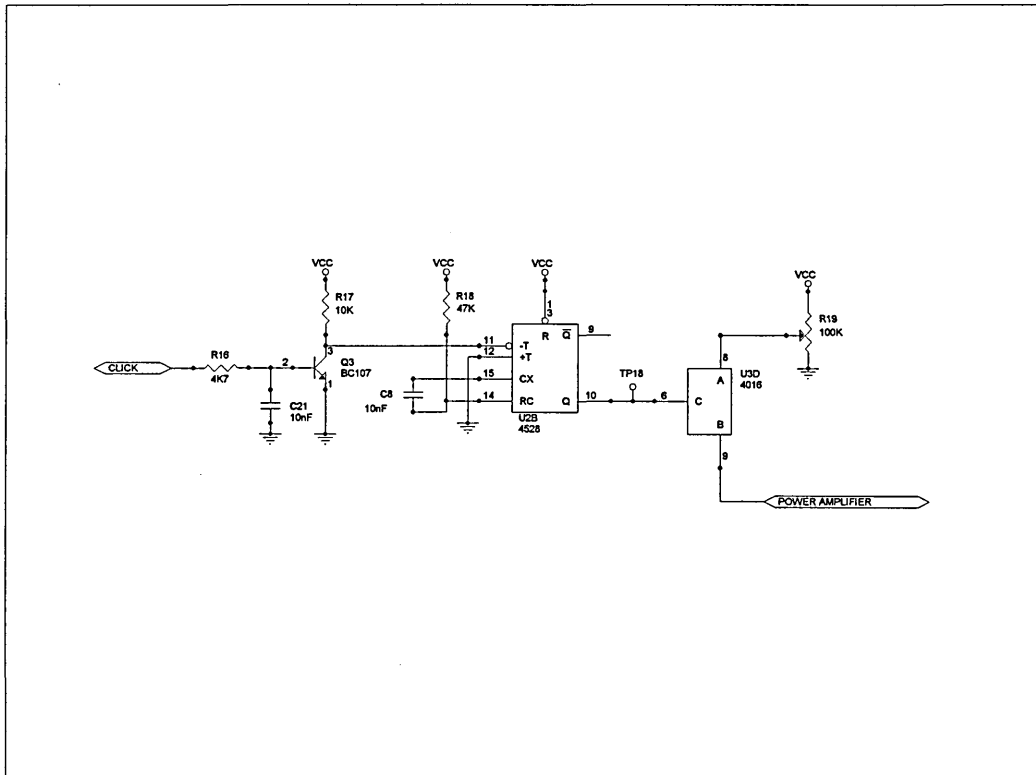 VCC
VCC
VCC
VCC
R17
10K
R18
47K
1
3
R
Q
9
R19
100K
11
-T
12
+T
3
CLICK
R16
4K7
2
Q3
BC107
1
8
A
U3D
4016
15
CX
C8
10nF
TP18
C21
10nF
14
RC
Q
10
6
C
U2B
4528
B
9
POWER AMPLIFIER